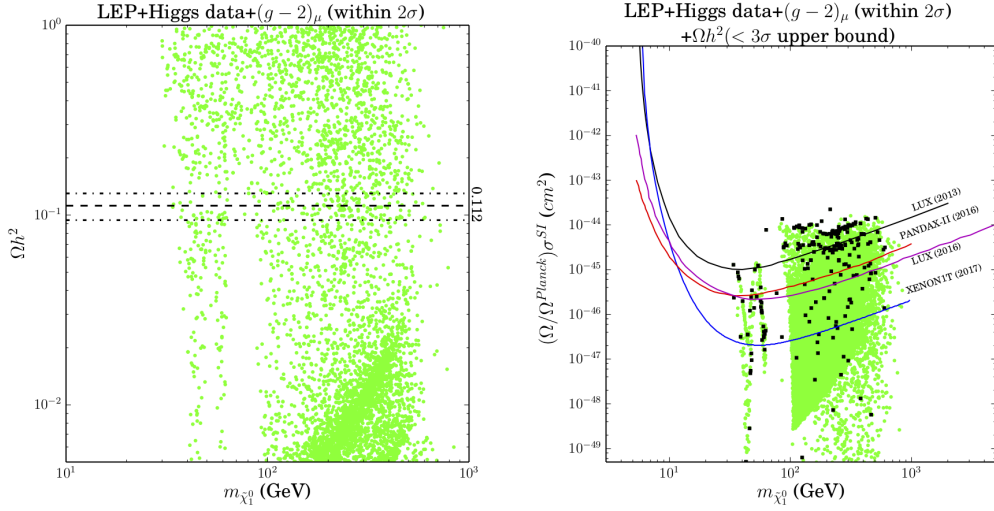 LEP+Higgs data+(g − 2)μ (within 2σ)
10⁰
10⁻¹
10⁻²
Ωh²
0.112
10¹
10²
10³
mχ̃₁⁰ (GeV)
LEP+Higgs data+(g − 2)μ (within 2σ)
+Ωh²(< 3σ upper bound)
10⁻⁴⁰
10⁻⁴¹
10⁻⁴²
10⁻⁴³
10⁻⁴⁴
10⁻⁴⁵
10⁻⁴⁶
10⁻⁴⁷
10⁻⁴⁸
10⁻⁴⁹
(Ω/Ω^Planck)σ^SI (cm²)
LUX (2013)
PANDAX-II (2016)
LUX (2016)
XENON1T (2017)
10¹
10²
10³
mχ̃₁⁰ (GeV)